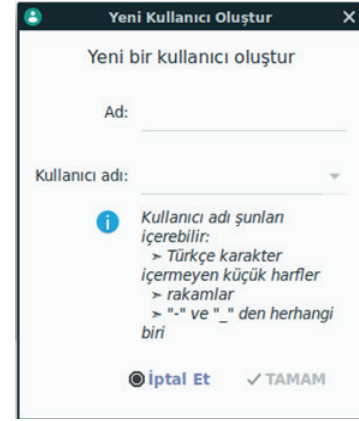 Yeni Kullanıcı Oluştur
Yeni bir kullanıcı oluştur
Ad:
Kullanıcı adı:
Kullanıcı adı şunları
içerebilir:
➣ Türkçe karakter
içermeyen küçük harfler
➣ rakamlar
➣ "-" ve "_" den herhangi
biri
İptal Et ✓ TAMAM